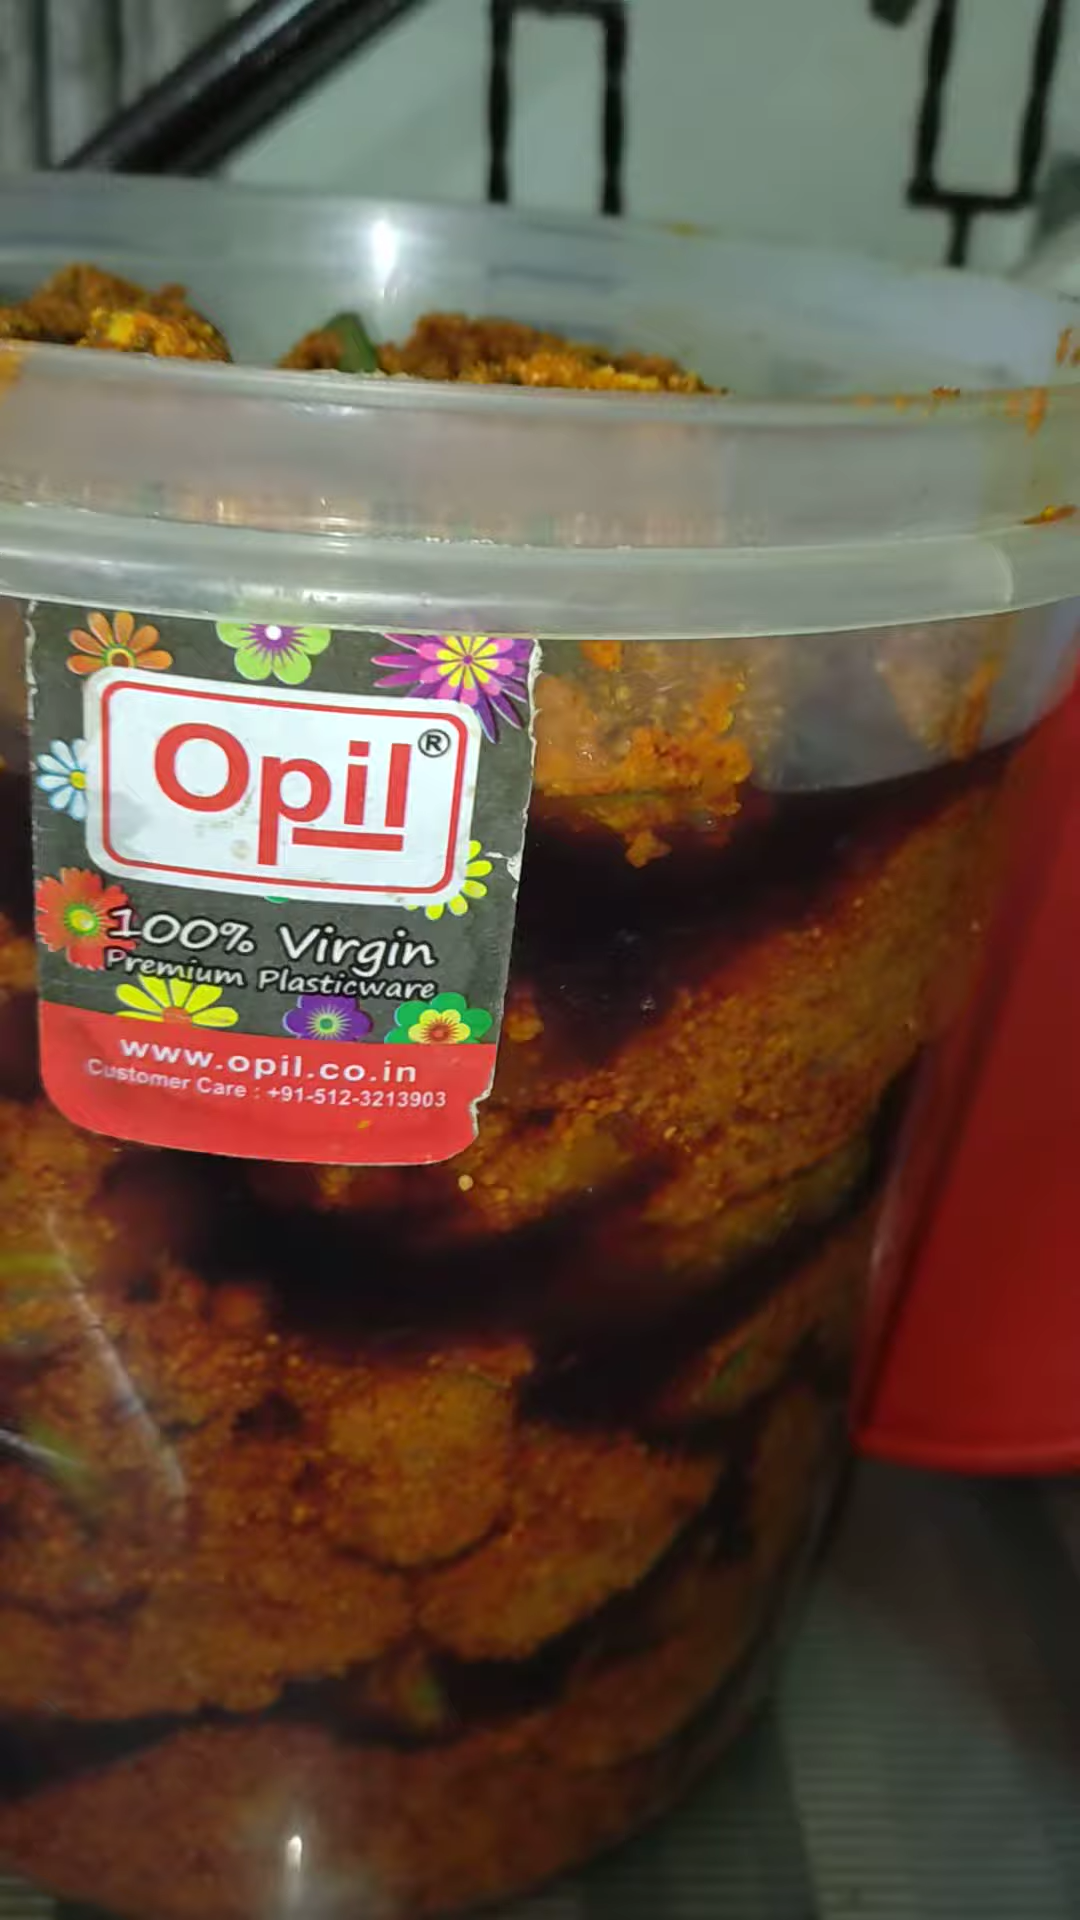 Opil®
100% Virgin
Premium Plasticware
www.opil.co.in
Customer Care : +91-512-3213903